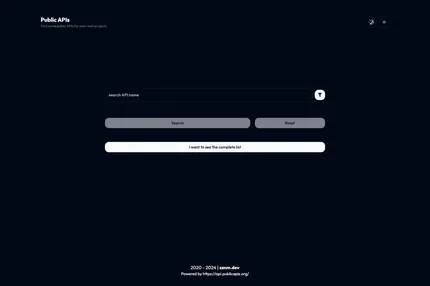 Public APIs
Find some public APIs for your next projects
search API name
Search
Reset
I want to see the complete list
2020 - 2024 | szmm.dev
Powered by https://api.publicapis.org/